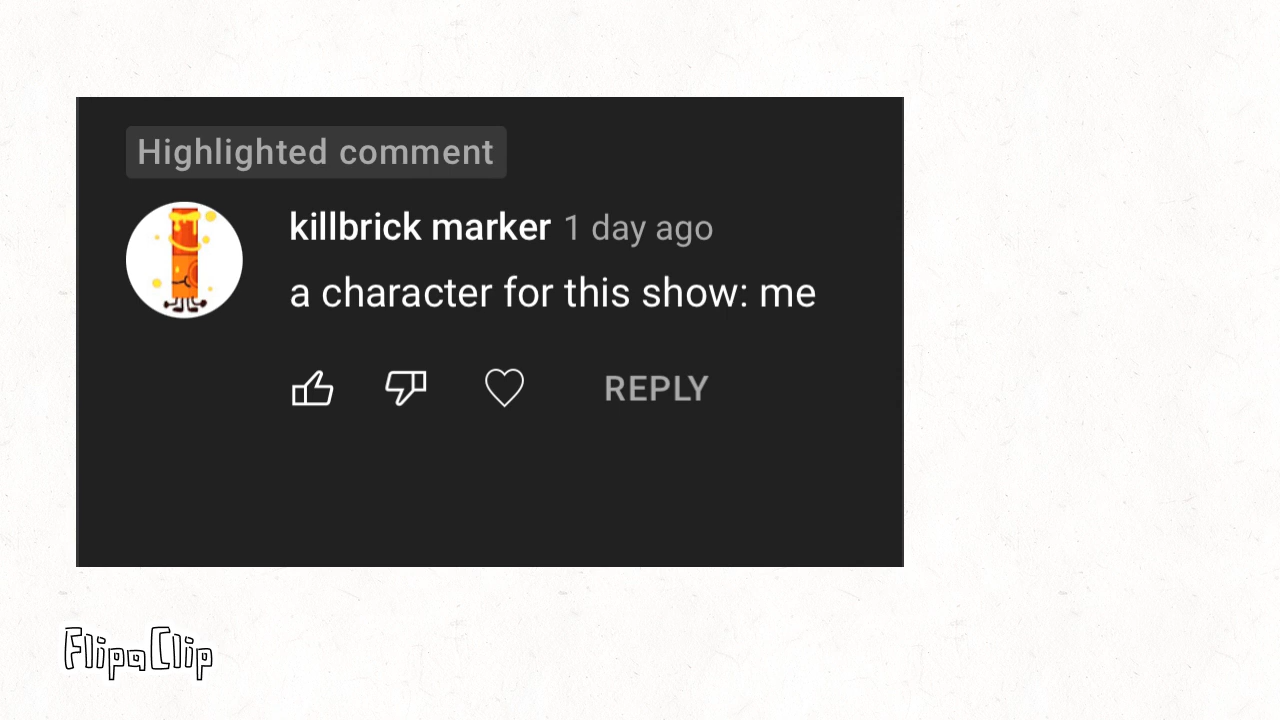 Highlighted comment
killbrick marker 1 day ago
a character for this show: me
REPLY
FlipaClip